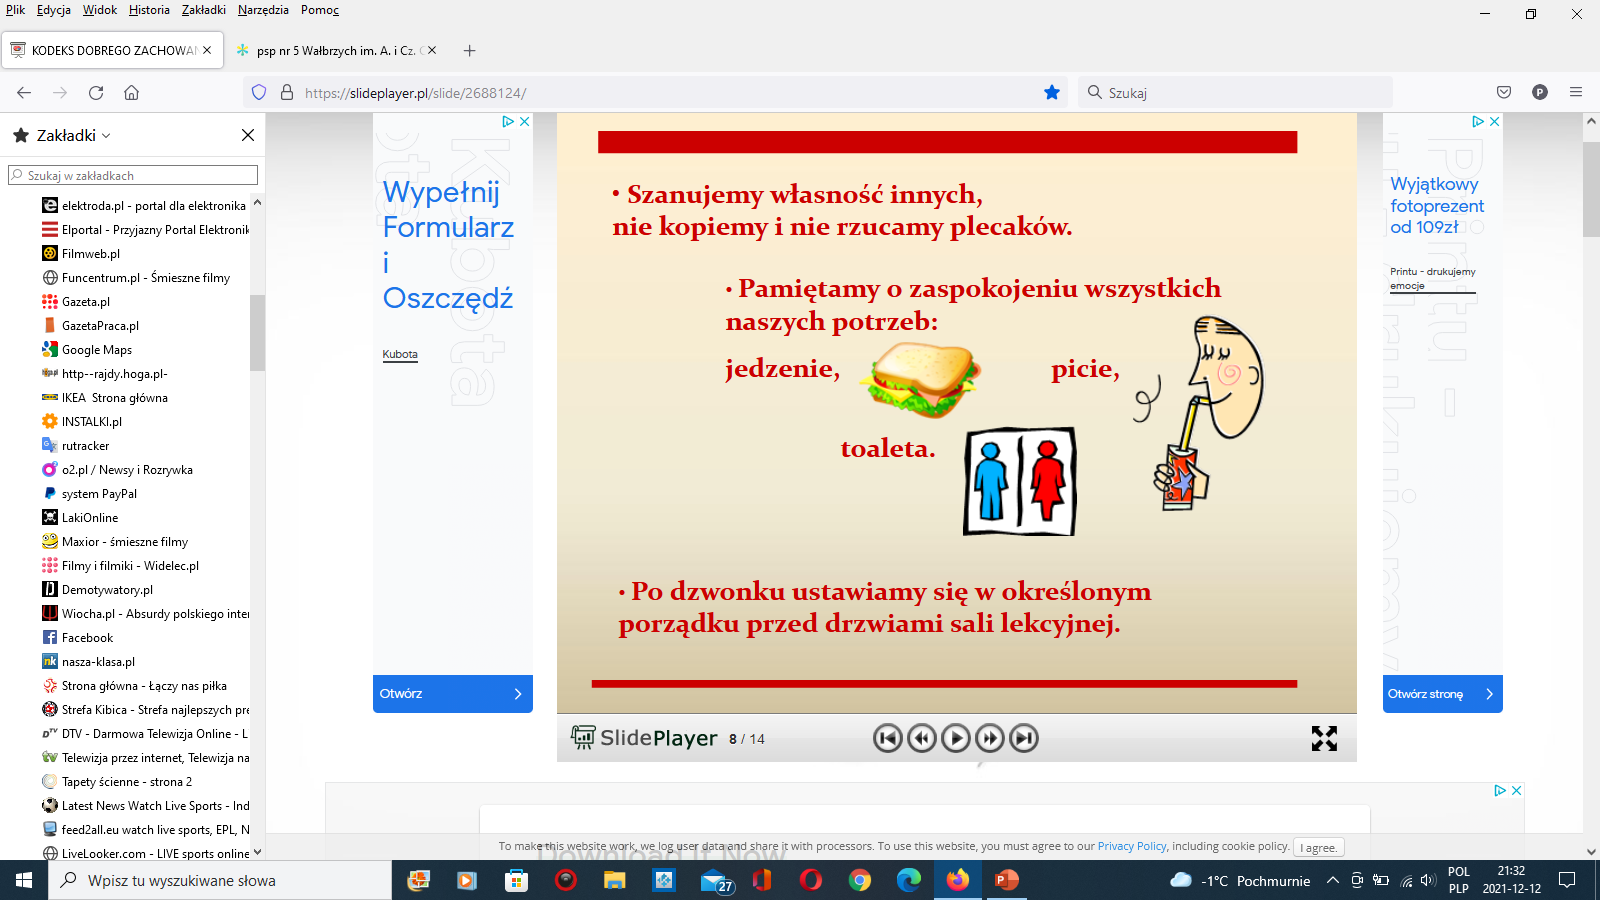 Plik Edycja Widok Historia Zakładki Narzędzia Pomoc
KODEKS DOBREGO ZACHOWAN
psp nr 5 Wałbrzych im. A. i Cz.
https://slideplayer.pl/slide/2688124/
Szukaj
Zakładki
Szukaj w zakładkach
elektroda.pl - portal dla elektronika
Elportal - Przyjazny Portal Elektronik
Filmweb.pl
Funcentrum.pl - Śmieszne filmy
Gazeta.pl
GazetaPraca.pl
Google Maps
http--rajdy.hoga.pl-
IKEA Strona główna
INSTALKI.pl
rutracker
o2.pl / Newsy i Rozrywka
system PayPal
LakiOnline
Maxior - śmieszne filmy
Filmy i filmiki - Widelec.pl
Demotywatory.pl
Wiocha.pl - Absurdy polskiego inter
Facebook
nasza-klasa.pl
Strona główna - Łączy nas piłka
Strefa Kibica - Strefa najlepszych pre
DTV - Darmowa Telewizja Online - L
Telewizja przez internet, Telewizja na
Tapety ścienne - strona 2
Latest News Watch Live Sports - Ind
feed2all.eu watch live sports, EPL, N
LiveLooker.com - LIVE sports online
Wypełnij
Formularz
i
Oszczędź
Kubota
Otwórz
• Szanujemy własność innych,
nie kopiemy i nie rzucamy plecaków.
• Pamiętamy o zaspokojeniu wszystkich
naszych potrzeb:
jedzenie, picie,
toaleta.
• Po dzwonku ustawiamy się w określonym
porządku przed drzwiami sali lekcyjnej.
SlidePlayer 8 / 14
Wyjątkowy
fotoprezent
od 109zł
Printu - drukujemy
emocje
Otwórz stronę
Download It Now
To make this website work, we log user data and share it with processors. To use this website, you must agree to our Privacy Policy, including cookie policy. I agree.
Wpisz tu wyszukiwane słowa
27
-1°C Pochmurnie
POL
PLP
21:32
2021-12-12